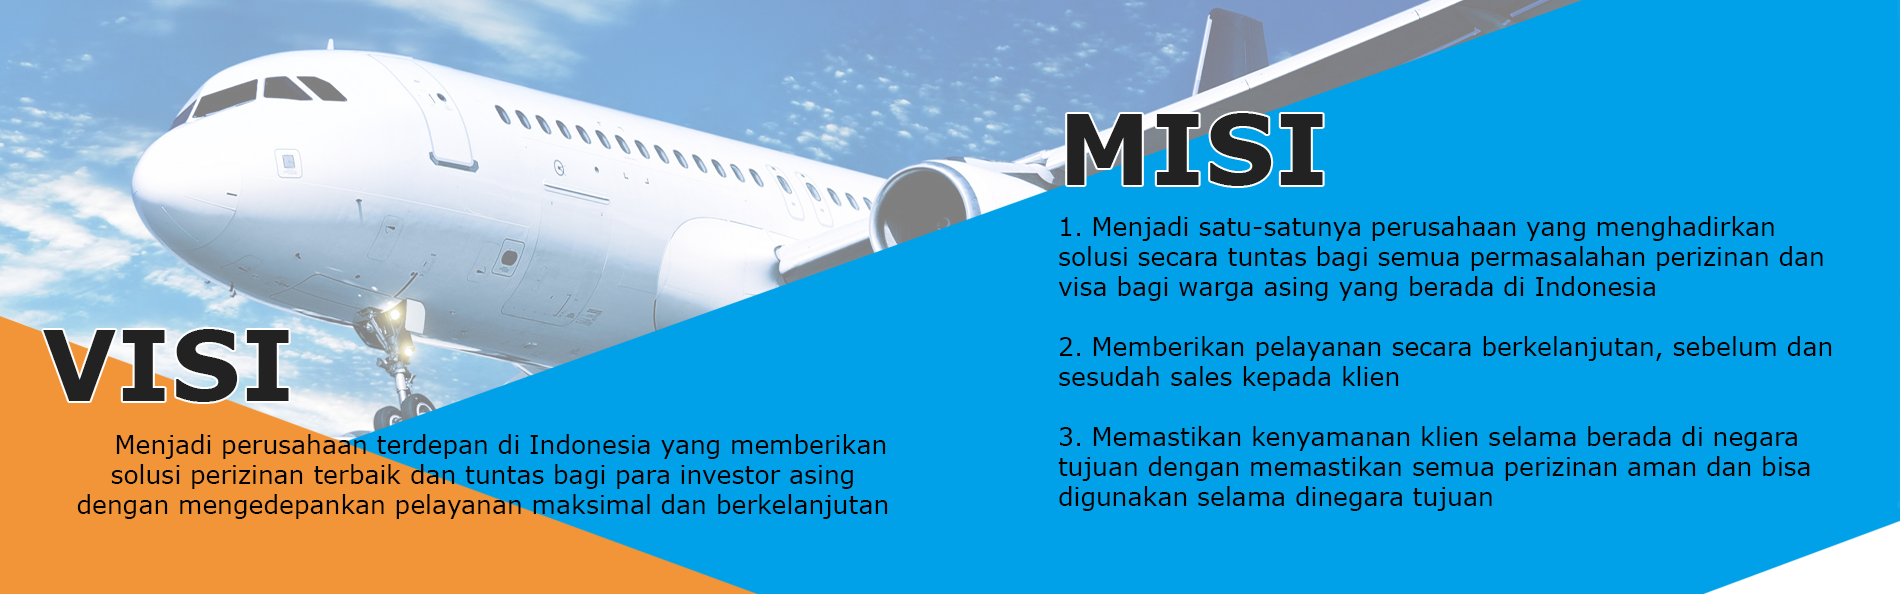 VISI
Menjadi perusahaan terdepan di Indonesia yang memberikan
solusi perizinan terbaik dan tuntas bagi para investor asing
dengan mengedepankan pelayanan maksimal dan berkelanjutan
MISI
1. Menjadi satu-satunya perusahaan yang menghadirkan
solusi secara tuntas bagi semua permasalahan perizinan dan
visa bagi warga asing yang berada di Indonesia
2. Memberikan pelayanan secara berkelanjutan, sebelum dan
sesudah sales kepada klien
3. Memastikan kenyamanan klien selama berada di negara
tujuan dengan memastikan semua perizinan aman dan bisa
digunakan selama dinegara tujuan